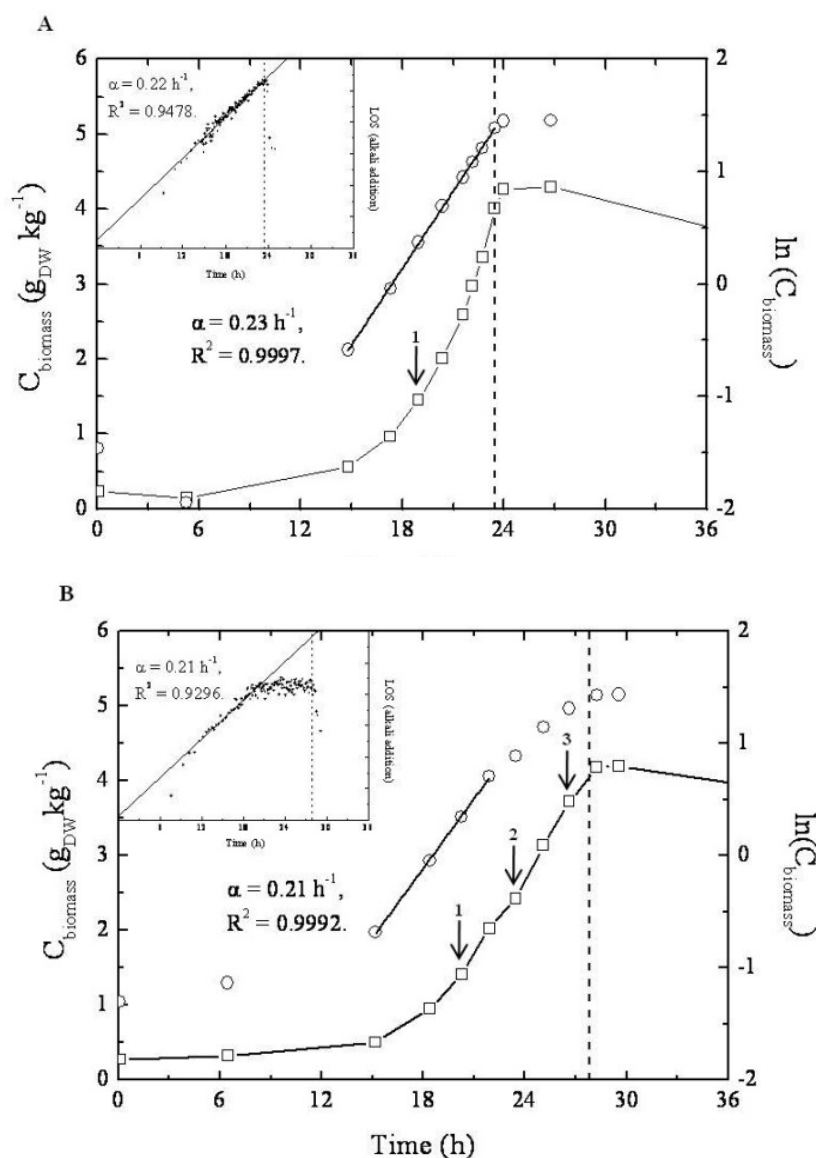 A
α = 0.22 h⁻¹,
R² = 0.9478.
LOS (alkali addition)
Time (h)
C_biomass (g_DW kg⁻¹)
6
5
4
3
2
1
0
α = 0.23 h⁻¹,
R² = 0.9997.
1
2
1
0
-1
-2
ln (C_biomass)
0
6
12
18
24
30
36
B
α = 0.21 h⁻¹,
R² = 0.9296.
LOS (alkali addition)
Time (h)
C_biomass (g_DW kg⁻¹)
6
5
4
3
2
1
0
α = 0.21 h⁻¹,
R² = 0.9992.
1
2
3
2
1
0
-1
-2
ln(C_biomass)
0
6
12
18
24
30
36
Time (h)